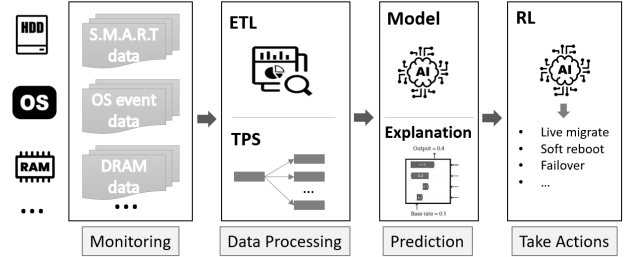 HDD
OS
RAM
...
S.M.A.R.T
data
OS event
data
DRAM
data
...
Monitoring
ETL
TPS
...
Data Processing
Model
AI
Explanation
Output = 0.4
Base rate = 0.1
Prediction
RL
AI
• Live migrate
• Soft reboot
• Failover
• ...
Take Actions